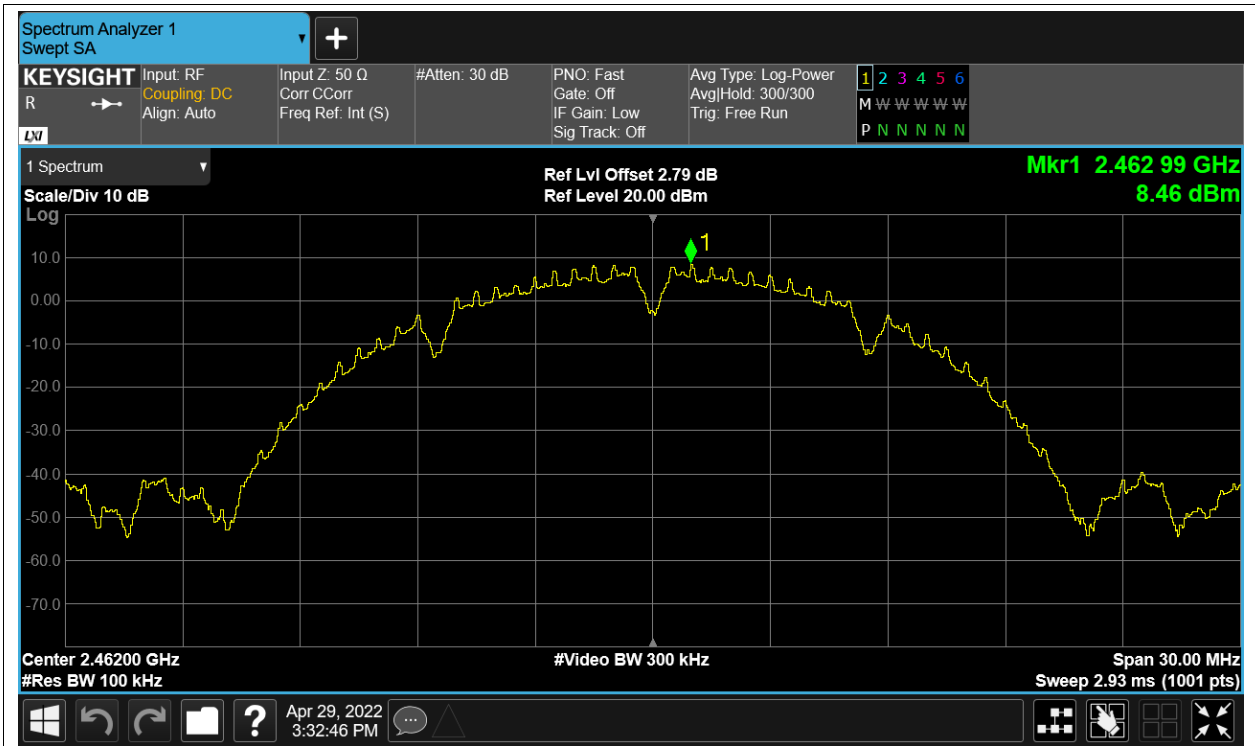 Spectrum Analyzer 1
Swept SA
KEYSIGHT
R
LXI
Input: RF
Coupling: DC
Align: Auto
Input Z: 50 Ω
Corr CCorr
Freq Ref: Int (S)
#Atten: 30 dB
PNO: Fast
Gate: Off
IF Gain: Low
Sig Track: Off
Avg Type: Log-Power
Avg|Hold: 300/300
Trig: Free Run
1 2 3 4 5 6
M W W W W W
P N N N N N
1 Spectrum
Scale/Div 10 dB
Ref Lvl Offset 2.79 dB
Ref Level 20.00 dBm
Mkr1 2.462 99 GHz
8.46 dBm
Log
1
10.0
0.00
-10.0
-20.0
-30.0
-40.0
-50.0
-60.0
-70.0
Center 2.46200 GHz
#Video BW 300 kHz
Span 30.00 MHz
#Res BW 100 kHz
Sweep 2.93 ms (1001 pts)
?
Apr 29, 2022
3:32:46 PM